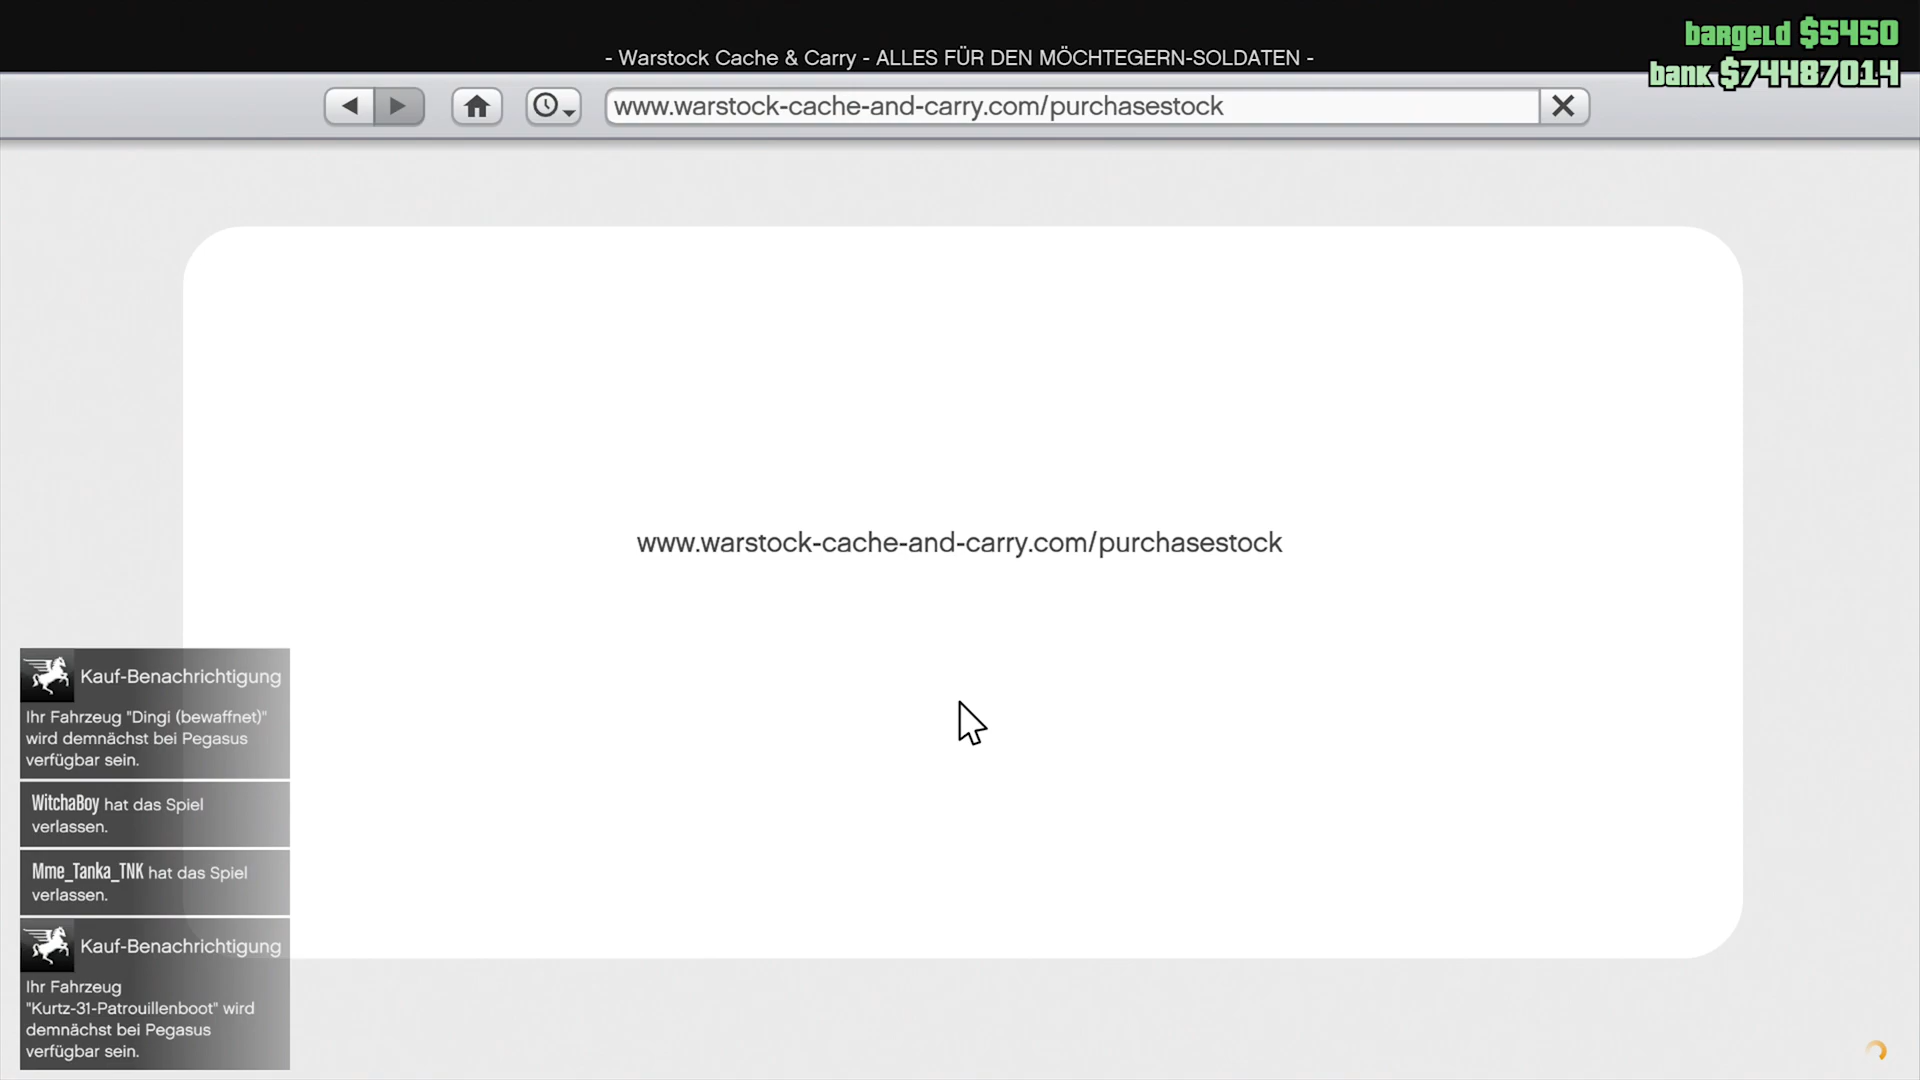 - Warstock Cache & Carry - ALLES FÜR DEN MÖCHTEGERN-SOLDATEN -
bargeld $5450
bank $74487014
www.warstock-cache-and-carry.com/purchasestock
www.warstock-cache-and-carry.com/purchasestock
Kauf-Benachrichtigung
Ihr Fahrzeug "Dingi (bewaffnet)"
wird demnächst bei Pegasus
verfügbar sein.
WitchaBoy hat das Spiel
verlassen.
Mme_Tanka_TNK hat das Spiel
verlassen.
Kauf-Benachrichtigung
Ihr Fahrzeug
"Kurtz-31-Patrouillenboot" wird
demnächst bei Pegasus
verfügbar sein.